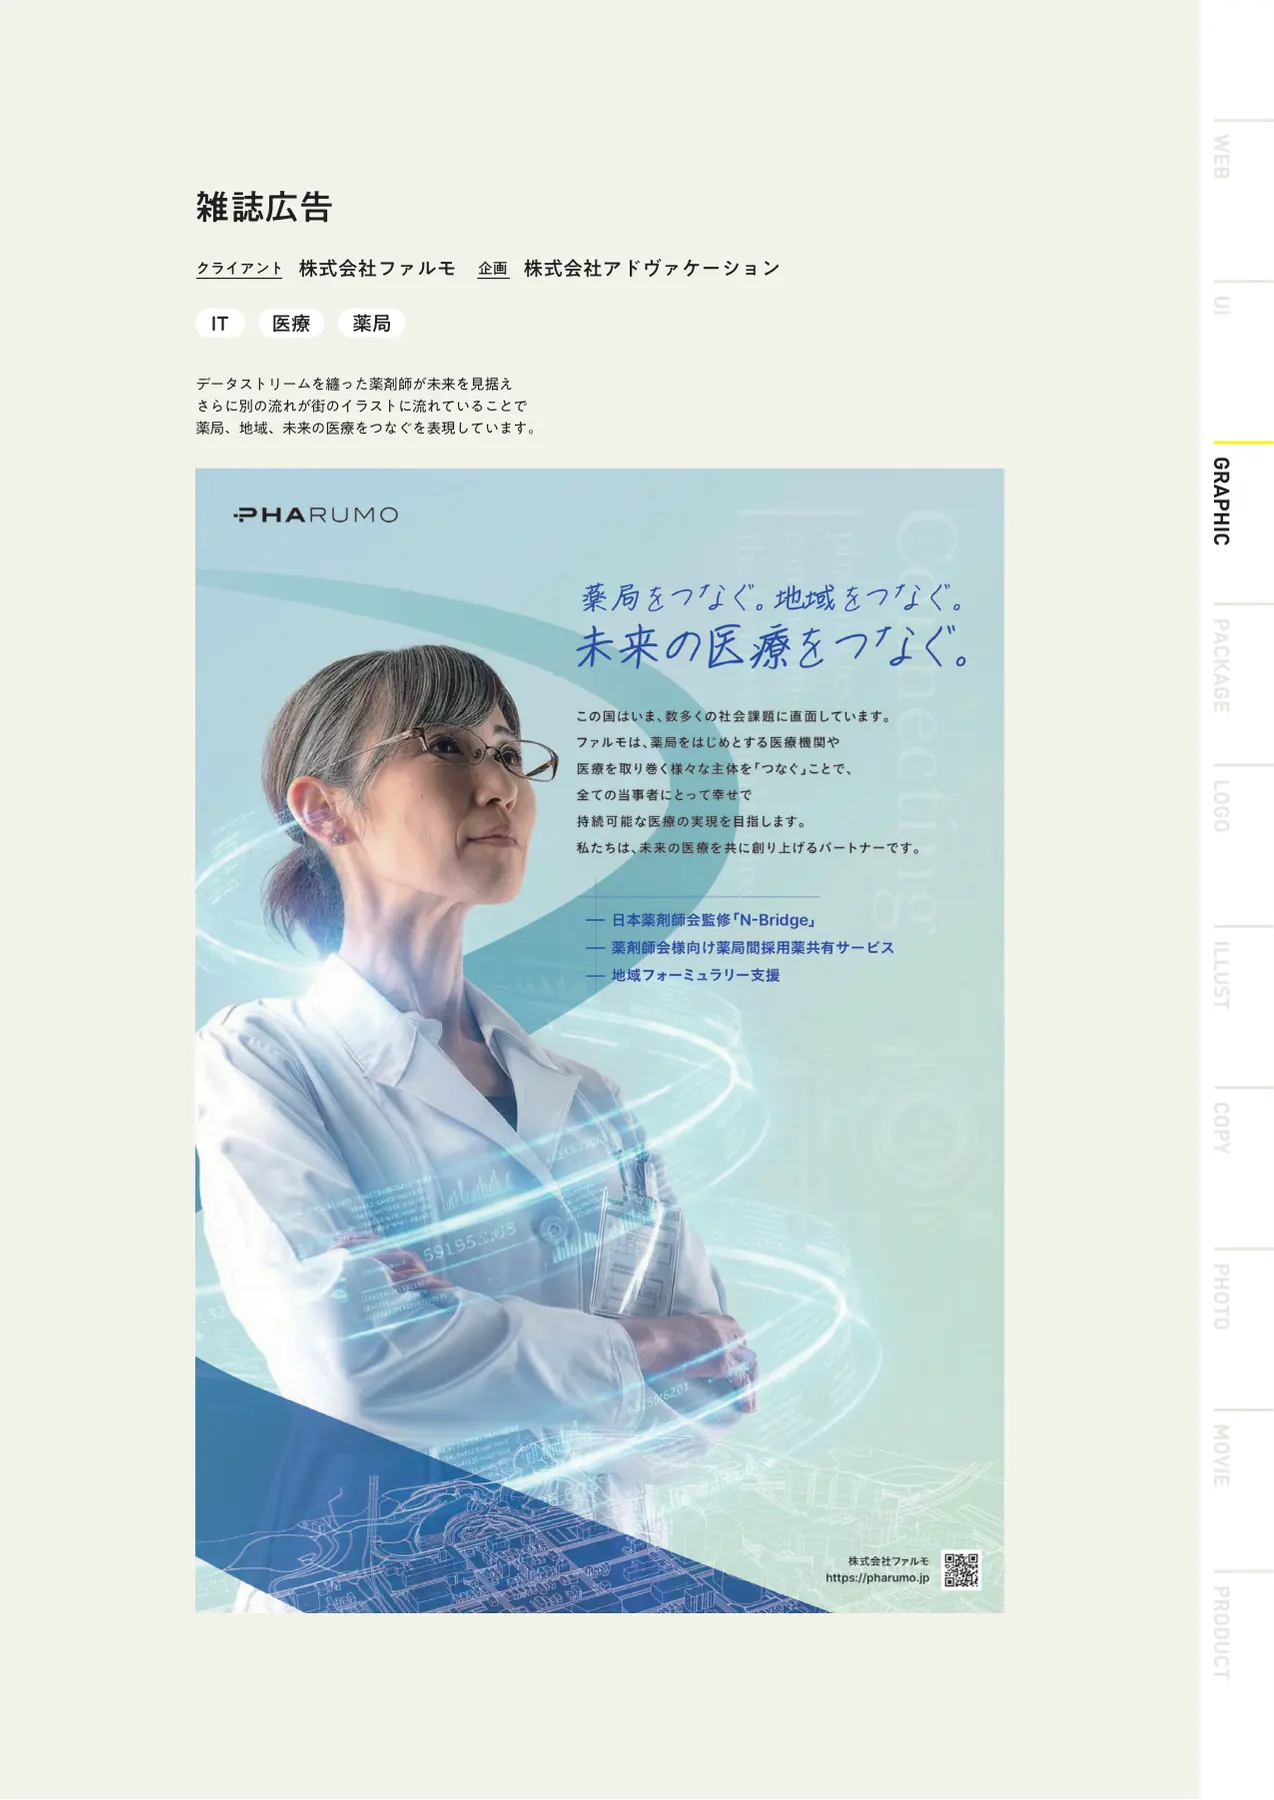 雑誌広告
クライアント 株式会社ファルモ 企画 株式会社アドヴァケーション
IT 医療 薬局
データストリームを纏った薬剤師が未来を見据え
さらに別の流れが街のイラストに流れていることで
薬局、地域、未来の医療をつなぐを表現しています。
PHARUMO
薬局をつなぐ。地域をつなぐ。
未来の医療をつなぐ。
この国はいま、数多くの社会課題に直面しています。
ファルモは、薬局をはじめとする医療機関や
医療を取り巻く様々な主体を「つなぐ」ことで、
全ての当事者にとって幸せで
持続可能な医療の実現を目指します。
私たちは、未来の医療を共に創り上げるパートナーです。
— 日本薬剤師会監修「N-Bridge」
— 薬剤師会様向け薬局間採用薬共有サービス
— 地域フォーミュラリー支援
Connecting
株式会社ファルモ
https://pharumo.jp
WEB
UI
GRAPHIC
PACKAGE
LOGO
ILLUST
COPY
PHOTO
MOVIE
PRODUCT